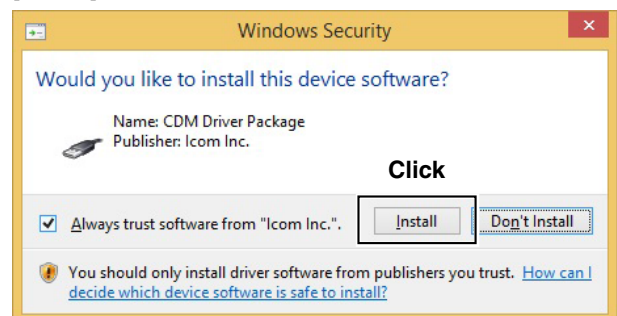 Windows Security
Would you like to install this device software?
Name: CDM Driver Package
Publisher: Icom Inc.
Click
Always trust software from "Icom Inc.".
Install
Don't Install
You should only install driver software from publishers you trust. How can I
decide which device software is safe to install?